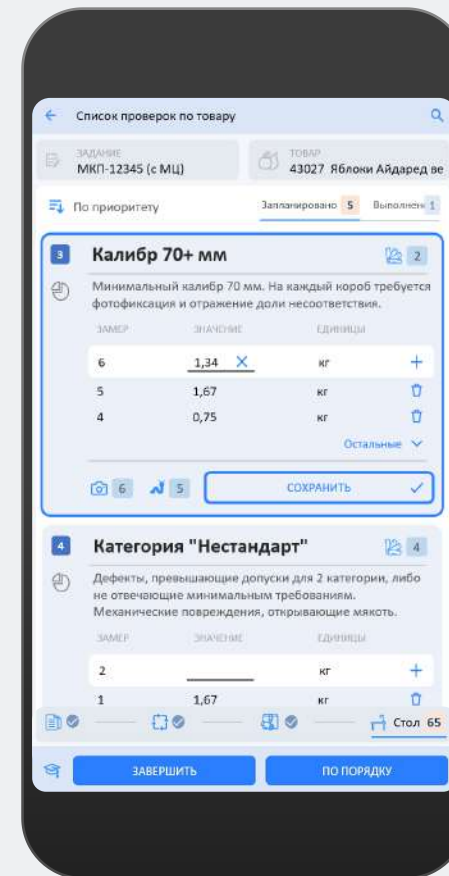 Список проверок по товару
ЗАДАНИЕ
МКП-12345 (с МЦ)
ТОВАР
43027 Яблоки Айдаред ве
По приоритету
Запланировано 5
Выполнен 1
3
Калибр 70+ мм
2
Минимальный калибр 70 мм. На каждый короб требуется
фотофиксация и отражение доли несоответствия.
ЗАМЕР ЗНАЧЕНИЕ ЕДИНИЦЫ
6 1,34 кг
5 1,67 кг
4 0,75 кг
Остальные
6
5
СОХРАНИТЬ
4
Категория "Нестандарт"
4
Дефекты, превышающие допуски для 2 категории, либо
не отвечающие минимальным требованиям.
Механические повреждения, открывающие мякоть.
ЗАМЕР ЗНАЧЕНИЕ ЕДИНИЦЫ
2 кг
1 1,67 кг
Стол 65
ЗАВЕРШИТЬ
ПО ПОРЯДКУ